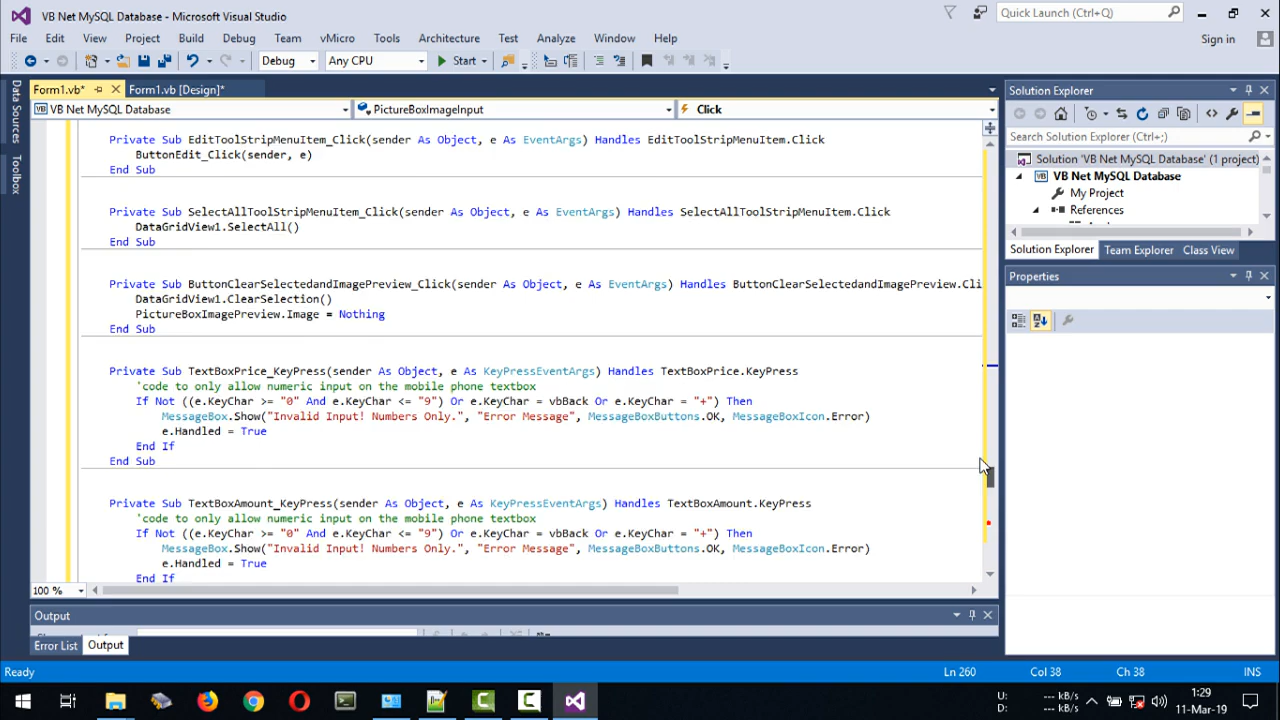 VB Net MySQL Database - Microsoft Visual Studio
Quick Launch (Ctrl+Q)
File Edit View Project Build Debug Team vMicro Tools Architecture Test Analyze Window Help
Sign in
Debug Any CPU Start
Form1.vb* Form1.vb [Design]*
VB Net MySQL Database PictureBoxImageInput Click
Data Sources
Toolbox
Private Sub EditToolStripMenuItem_Click(sender As Object, e As EventArgs) Handles EditToolStripMenuItem.Click
ButtonEdit_Click(sender, e)
End Sub
Private Sub SelectAllToolStripMenuItem_Click(sender As Object, e As EventArgs) Handles SelectAllToolStripMenuItem.Click
DataGridView1.SelectAll()
End Sub
Private Sub ButtonClearSelectedandImagePreview_Click(sender As Object, e As EventArgs) Handles ButtonClearSelectedandImagePreview.Cli
DataGridView1.ClearSelection()
PictureBoxImagePreview.Image = Nothing
End Sub
Private Sub TextBoxPrice_KeyPress(sender As Object, e As KeyPressEventArgs) Handles TextBoxPrice.KeyPress
'code to only allow numeric input on the mobile phone textbox
If Not ((e.KeyChar >= "0" And e.KeyChar <= "9") Or e.KeyChar = vbBack Or e.KeyChar = "+") Then
MessageBox.Show("Invalid Input! Numbers Only.", "Error Message", MessageBoxButtons.OK, MessageBoxIcon.Error)
e.Handled = True
End If
End Sub
Private Sub TextBoxAmount_KeyPress(sender As Object, e As KeyPressEventArgs) Handles TextBoxAmount.KeyPress
'code to only allow numeric input on the mobile phone textbox
If Not ((e.KeyChar >= "0" And e.KeyChar <= "9") Or e.KeyChar = vbBack Or e.KeyChar = "+") Then
MessageBox.Show("Invalid Input! Numbers Only.", "Error Message", MessageBoxButtons.OK, MessageBoxIcon.Error)
e.Handled = True
End If
100 %
Output
Error List Output
Solution Explorer
Search Solution Explorer (Ctrl+;)
Solution 'VB Net MySQL Database' (1 project)
VB Net MySQL Database
My Project
References
Solution Explorer Team Explorer Class View
Properties
Ready Ln 260 Col 38 Ch 38 INS
U: --- kB/s
D: --- kB/s
1:29
11-Mar-19